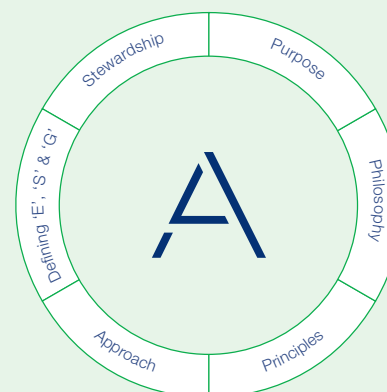 Purpose
Philosophy
Principles
Approach
Defining ‘E’, ‘S’ & ‘G’
Stewardship